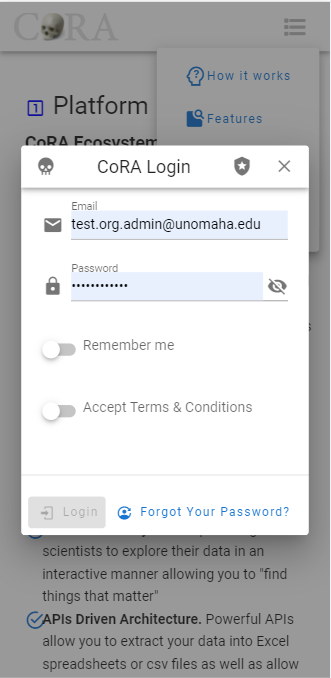 CoRA
How it works
1 Platform
Features
CoRA Ecosystem
CoRA Login
Email
test.org.admin@unomaha.edu
Password
••••••••••••
s
Remember me
Accept Terms & Conditions
Login
Forgot Your Password?
scientists to explore their data in an
interactive manner allowing you to "find
things that matter"
APIs Driven Architecture. Powerful APIs
allow you to extract your data into Excel
spreadsheets or csv files as well as allow